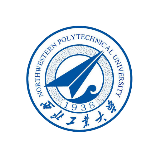 NORTHWESTERN POLYTECHNICAL UNIVERSITY
1938
西北工业大学